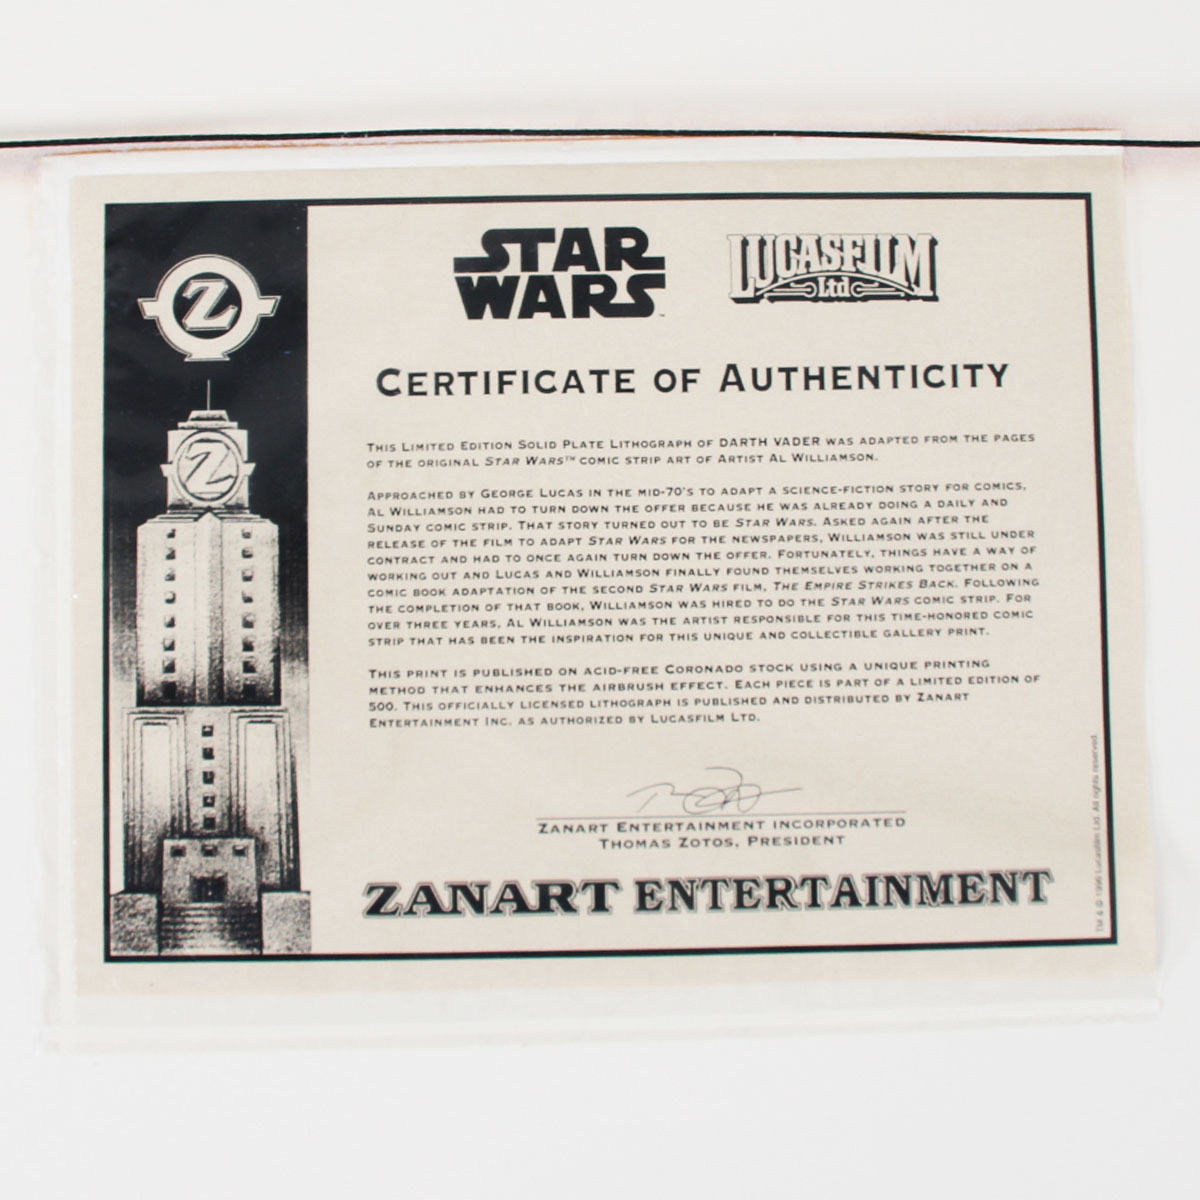 Z
Z
STAR
WARS™
LUCASFILM
Ltd
CERTIFICATE OF AUTHENTICITY
THIS LIMITED EDITION SOLID PLATE LITHOGRAPH OF DARTH VADER WAS ADAPTED FROM THE PAGES
OF THE ORIGINAL STAR WARS™ COMIC STRIP ART OF ARTIST AL WILLIAMSON.
APPROACHED BY GEORGE LUCAS IN THE MID-70'S TO ADAPT A SCIENCE-FICTION STORY FOR COMICS,
AL WILLIAMSON HAD TO TURN DOWN THE OFFER BECAUSE HE WAS ALREADY DOING A DAILY AND
SUNDAY COMIC STRIP. THAT STORY TURNED OUT TO BE STAR WARS. ASKED AGAIN AFTER THE
RELEASE OF THE FILM TO ADAPT STAR WARS FOR THE NEWSPAPERS, WILLIAMSON WAS STILL UNDER
CONTRACT AND HAD TO ONCE AGAIN TURN DOWN THE OFFER. FORTUNATELY, THINGS HAVE A WAY OF
WORKING OUT AND LUCAS AND WILLIAMSON FINALLY FOUND THEMSELVES WORKING TOGETHER ON A
COMIC BOOK ADAPTATION OF THE SECOND STAR WARS FILM, THE EMPIRE STRIKES BACK. FOLLOWING
THE COMPLETION OF THAT BOOK, WILLIAMSON WAS HIRED TO DO THE STAR WARS COMIC STRIP. FOR
OVER THREE YEARS, AL WILLIAMSON WAS THE ARTIST RESPONSIBLE FOR THIS TIME-HONORED COMIC
STRIP THAT HAS BEEN THE INSPIRATION FOR THIS UNIQUE AND COLLECTIBLE GALLERY PRINT.
THIS PRINT IS PUBLISHED ON ACID-FREE CORONADO STOCK USING A UNIQUE PRINTING
METHOD THAT ENHANCES THE AIRBRUSH EFFECT. EACH PIECE IS PART OF A LIMITED EDITION OF
500. THIS OFFICIALLY LICENSED LITHOGRAPH IS PUBLISHED AND DISTRIBUTED BY ZANART
ENTERTAINMENT INC. AS AUTHORIZED BY LUCASFILM LTD.
ZANART ENTERTAINMENT INCORPORATED
THOMAS ZOTOS, PRESIDENT
ZANART ENTERTAINMENT
TM & © 1996 Lucasfilm Ltd. All rights reserved.